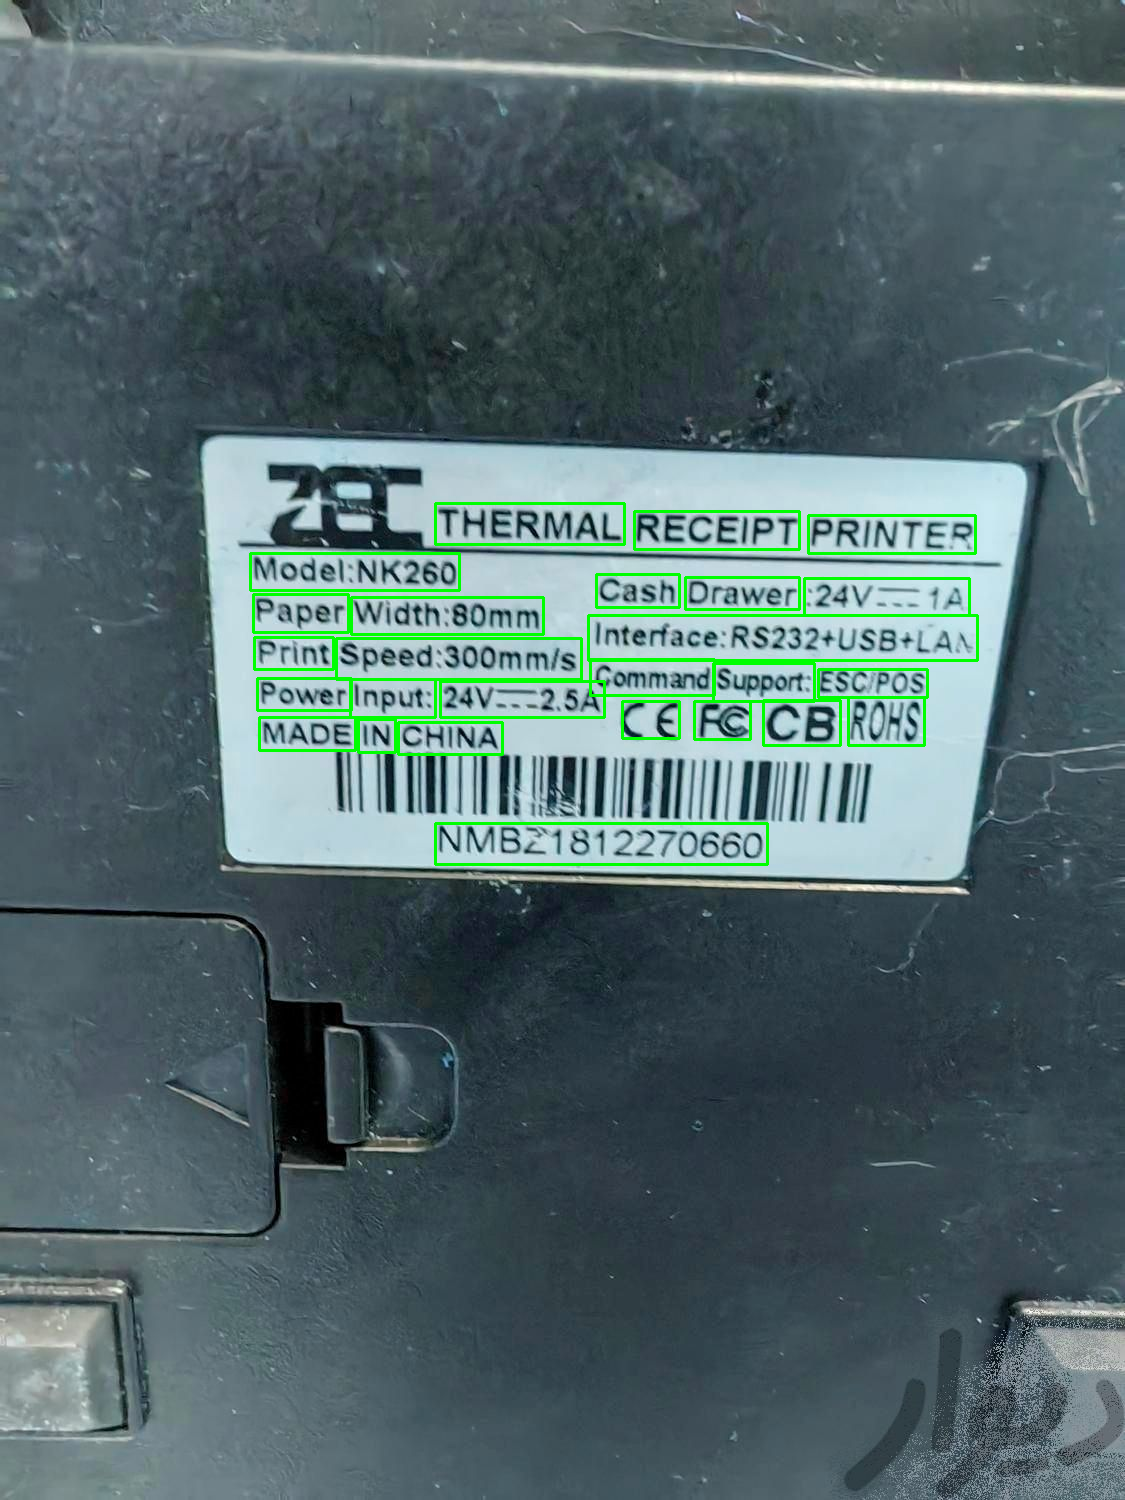 ZEC THERMAL RECEIPT PRINTER
Model:NK260
Paper Width:80mm
Print Speed:300mm/s
Power Input: 24V⎓2.5A
MADE IN CHINA
Cash Drawer :24V⎓1A
Interface:RS232+USB+LAN
Command Support: ESC/POS
CE FC CB ROHS
NMBZ1812270660
دیوار